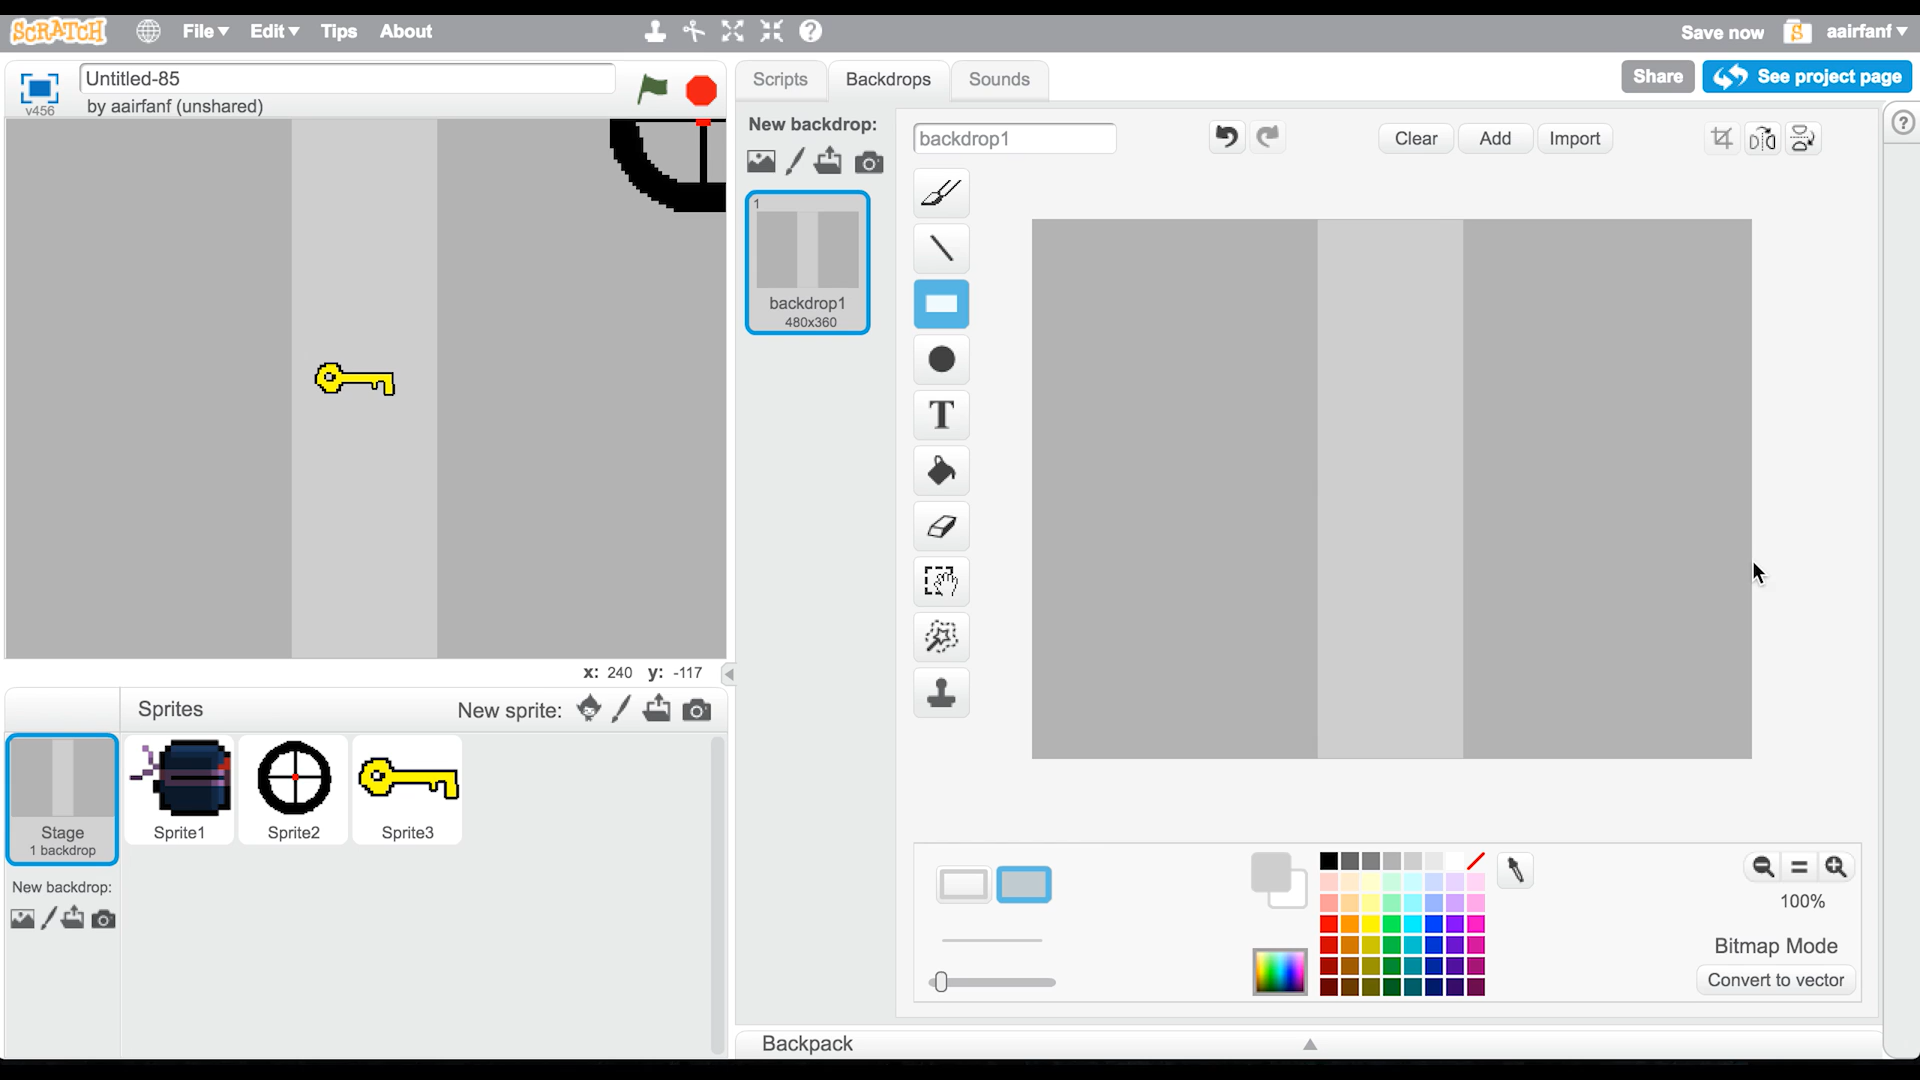 SCRATCH File Edit Tips About Save now aairfanf
v456 Untitled-85
by aairfanf (unshared)
Scripts Backdrops Sounds Share See project page
New backdrop: backdrop1 Clear Add Import
1
backdrop1
480x360
T
x: 240 y: -117
Sprites New sprite:
Stage
1 backdrop
Sprite1 Sprite2 Sprite3
New backdrop:
100%
Bitmap Mode
Convert to vector
Backpack